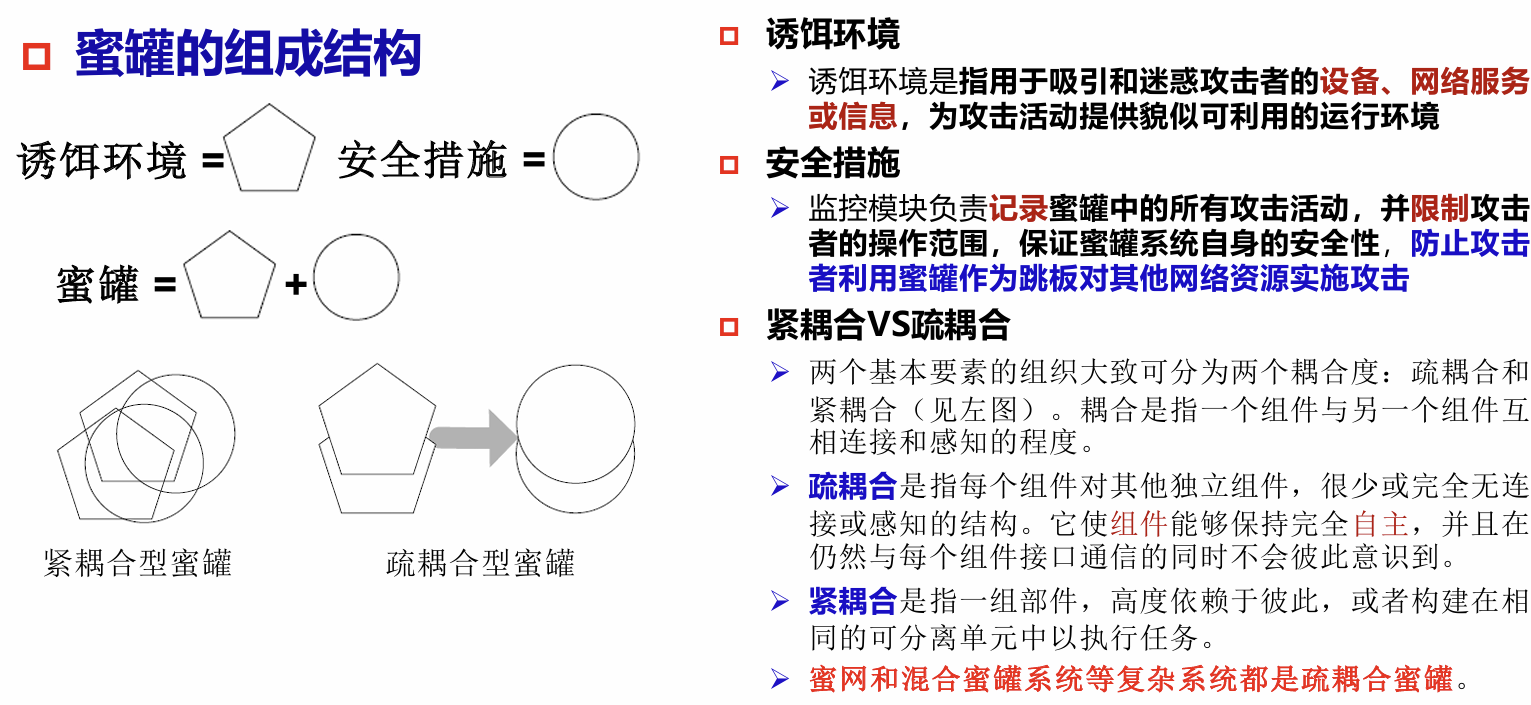 蜜罐的组成结构
诱饵环境 = 安全措施 =
蜜罐 = +
紧耦合型蜜罐 疏耦合型蜜罐
诱饵环境
诱饵环境是指用于吸引和迷惑攻击者的设备、网络服务
或信息，为攻击活动提供貌似可利用的运行环境
安全措施
监控模块负责记录蜜罐中的所有攻击活动，并限制攻击
者的操作范围，保证蜜罐系统自身的安全性，防止攻击
者利用蜜罐作为跳板对其他网络资源实施攻击
紧耦合VS疏耦合
两个基本要素的组织大致可分为两个耦合度：疏耦合和
紧耦合（见左图）。耦合是指一个组件与另一个组件互
相连接和感知的程度。
疏耦合是指每个组件对其他独立组件，很少或完全无连
接或感知的结构。它使组件能够保持完全自主，并且在
仍然与每个组件接口通信的同时不会彼此意识到。
紧耦合是指一组部件，高度依赖于彼此，或者构建在相
同的可分离单元中以执行任务。
蜜网和混合蜜罐系统等复杂系统都是疏耦合蜜罐。